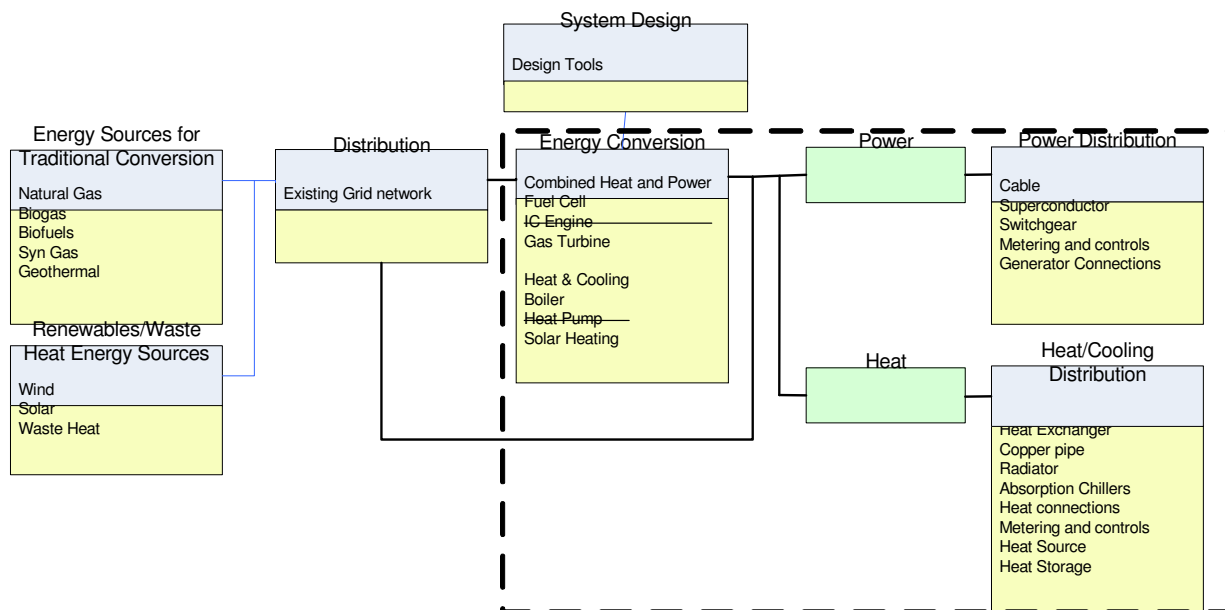 System Design
Design Tools
Energy Sources for
Traditional Conversion
Natural Gas
Biogas
Biofuels
Syn Gas
Geothermal
Renewables/Waste
Heat Energy Sources
Wind
Solar
Waste Heat
Distribution
Existing Grid network
Energy Conversion
Combined Heat and Power
Fuel Cell
IC Engine
Gas Turbine
Heat & Cooling
Boiler
Heat Pump
Solar Heating
Power
Heat
Power Distribution
Cable
Superconductor
Switchgear
Metering and controls
Generator Connections
Heat/Cooling
Distribution
Heat Exchanger
Copper pipe
Radiator
Absorption Chillers
Heat connections
Metering and controls
Heat Source
Heat Storage